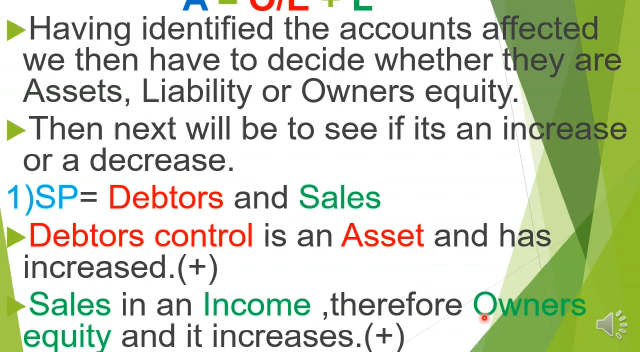 A = O/E + L
►Having identified the accounts affected
we then have to decide whether they are
Assets, Liability or Owners equity.
►Then next will be to see if its an increase
or a decrease.
1)SP= Debtors and Sales
►Debtors control is an Asset and has
increased.(+)
►Sales in an Income ,therefore Owners
equity and it increases.(+)